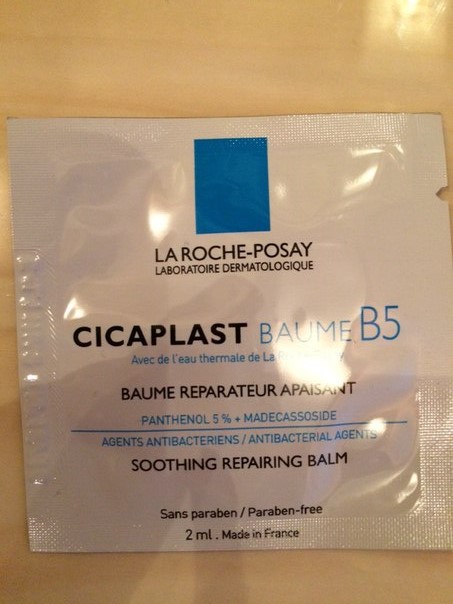 LA ROCHE-POSAY
LABORATOIRE DERMATOLOGIQUE
CICAPLAST BAUME B5
Avec de l'eau thermale de La
BAUME REPARATEUR APAISANT
PANTHENOL 5 % + MADECASSOSIDE
AGENTS ANTIBACTERIENS / ANTIBACTERIAL AGENTS
SOOTHING REPAIRING BALM
Sans paraben / Paraben-free
2 ml . Made in France